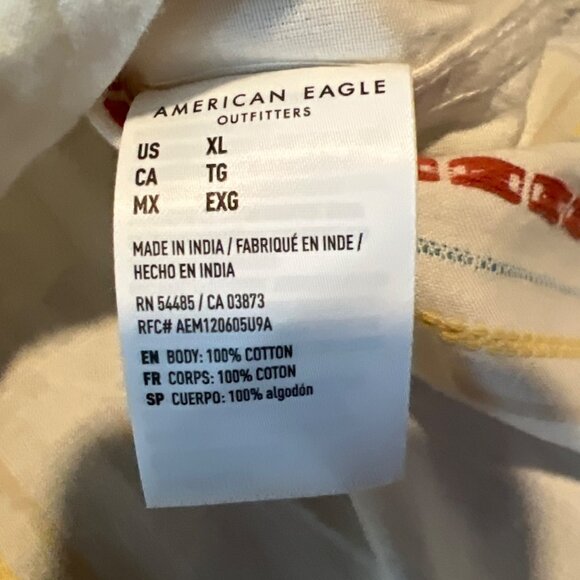 AMERICAN EAGLE
OUTFITTERS
US XL
CA TG
MX EXG
MADE IN INDIA / FABRIQUÉ EN INDE /
HECHO EN INDIA
RN 54485 / CA 03873
RFC# AEM120605U9A
EN BODY: 100% COTTON
FR CORPS: 100% COTON
SP CUERPO: 100% algodón